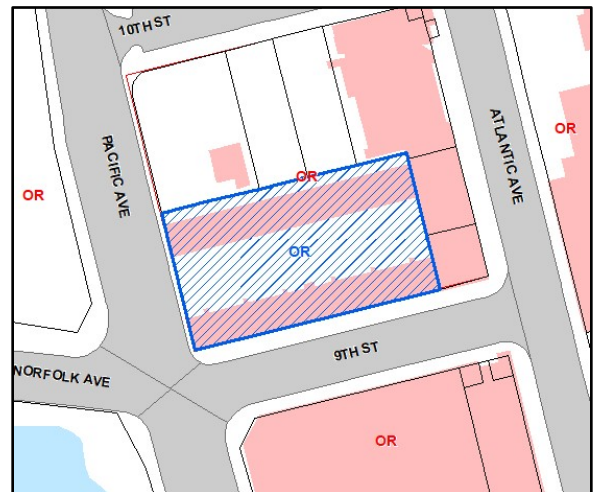 10TH ST
PACIFIC AVE
ATLANTIC AVE
OR
OR
OR
OR
9TH ST
NORFOLK AVE
OR